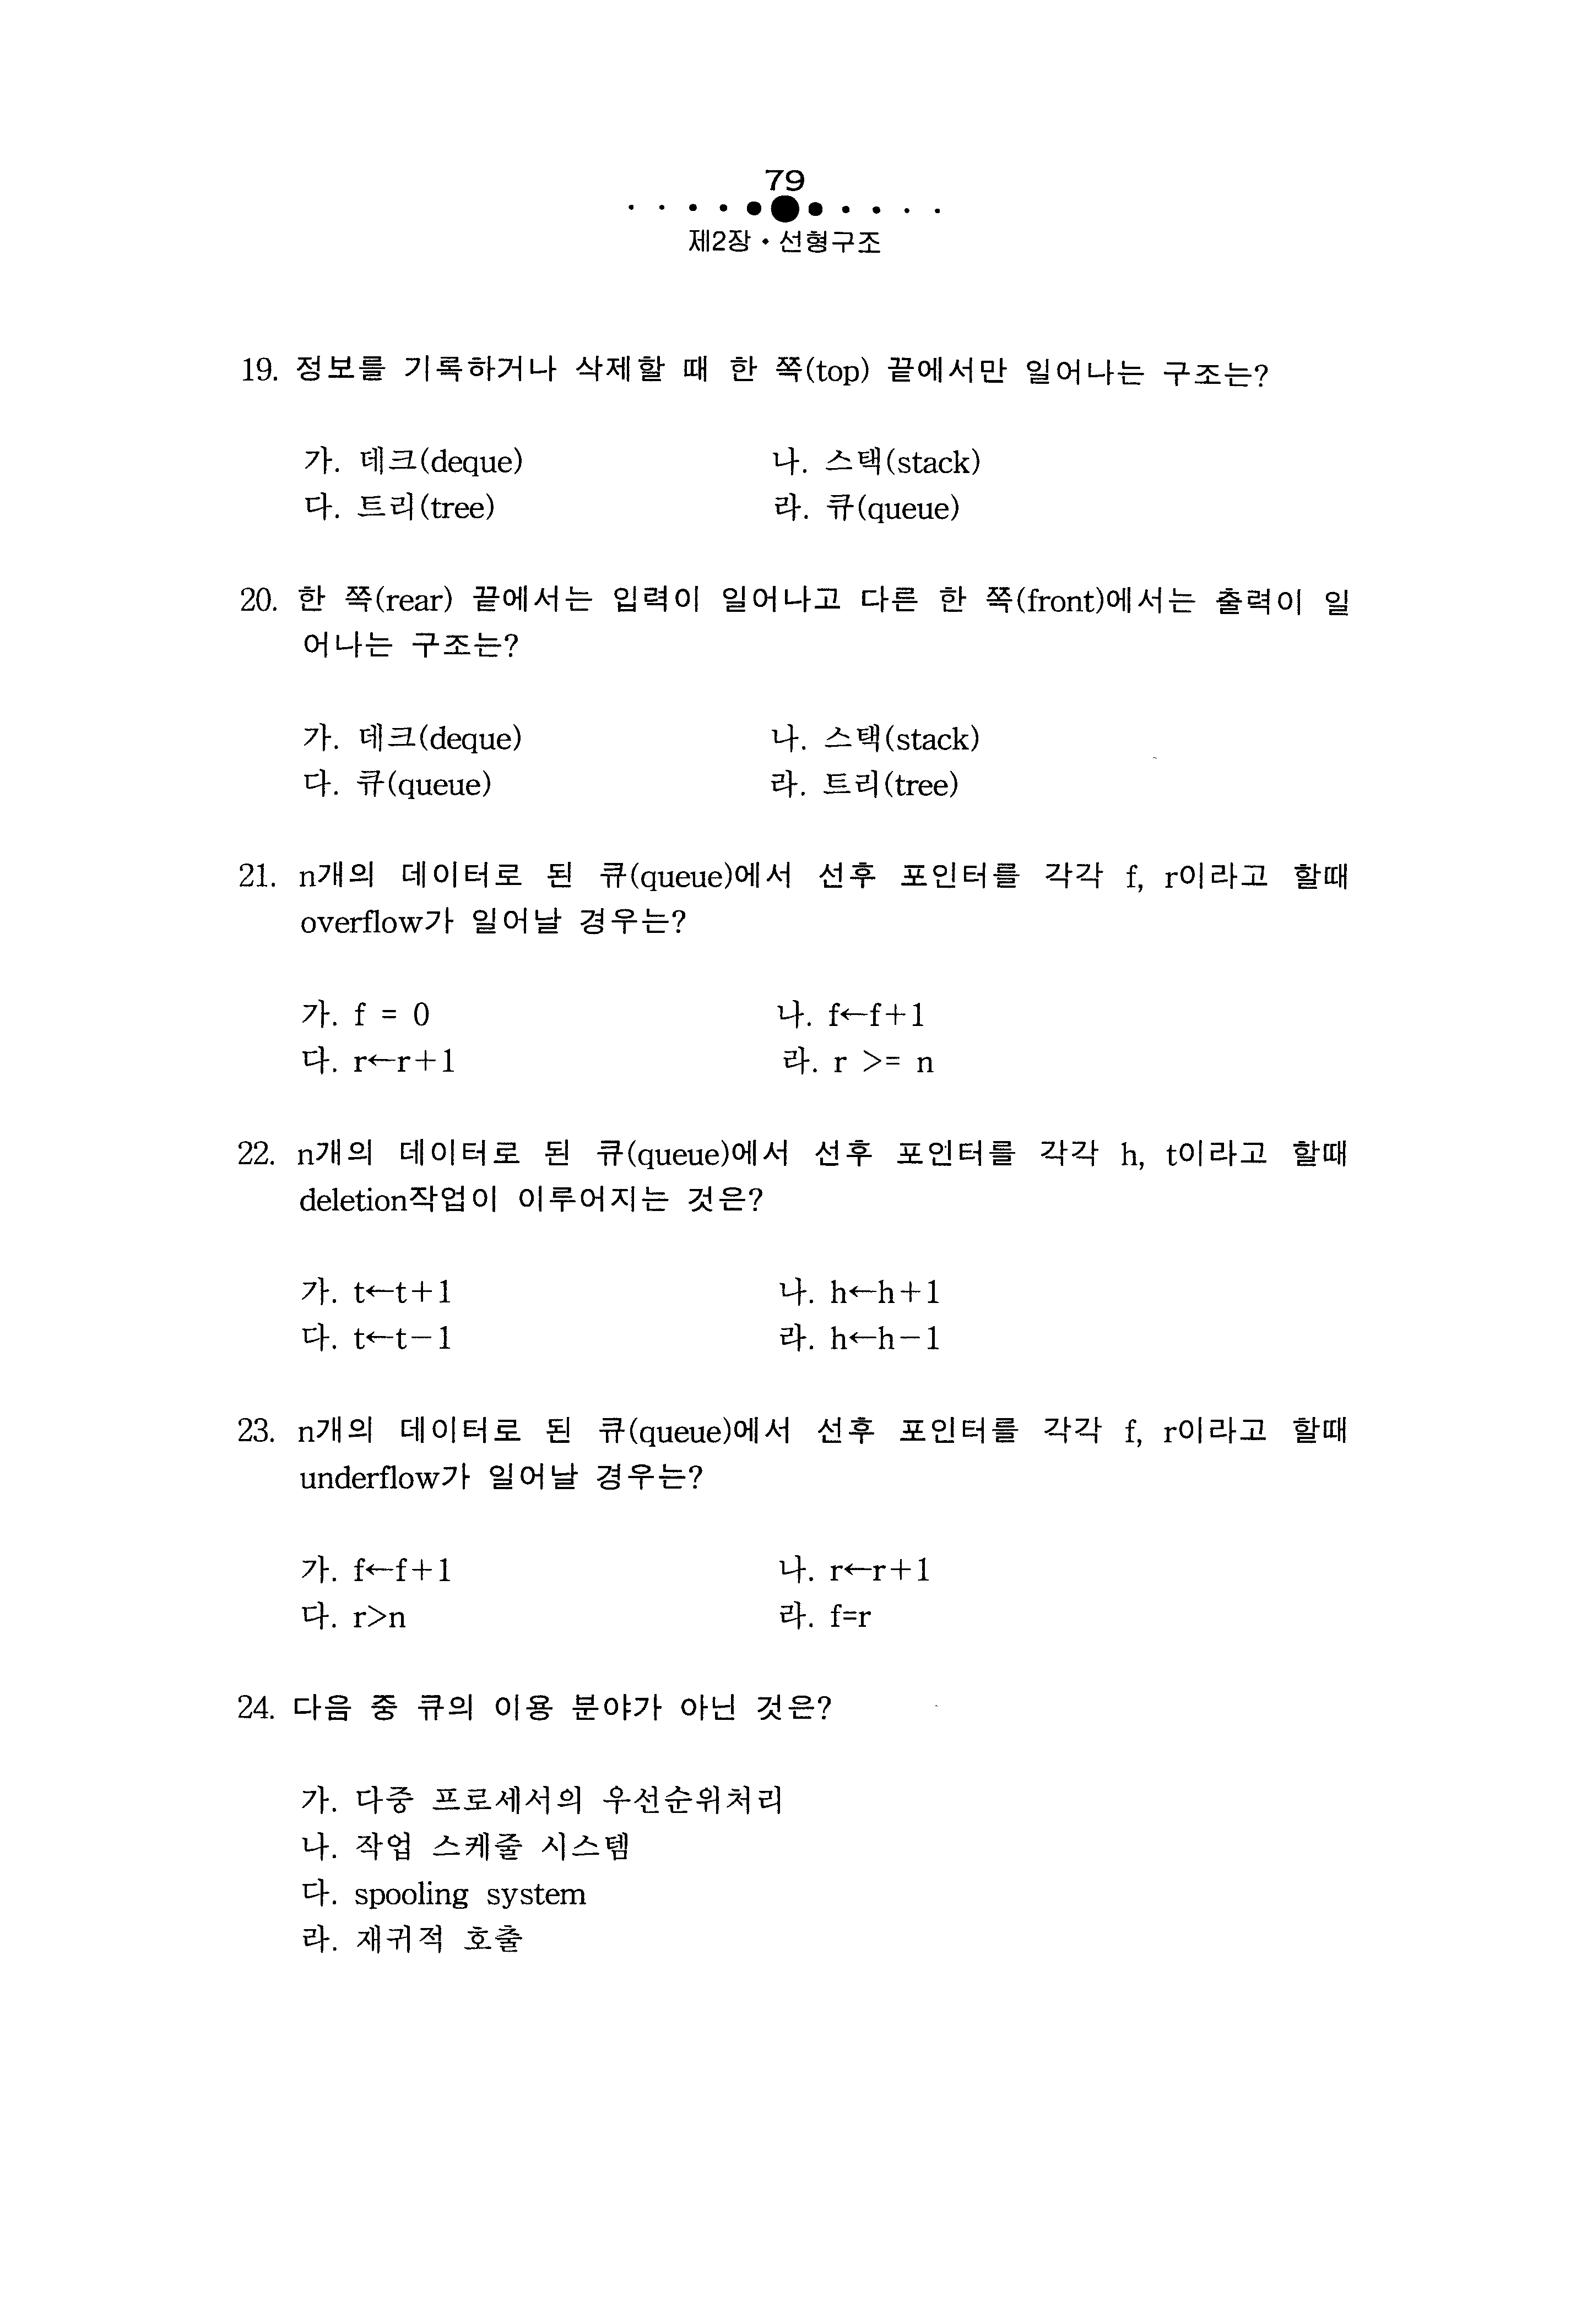 79
제2장 • 선형구조
19. 정보를 기록하거나 삭제할 때 한 쪽(top) 끝에서만 일어나는 구조는?
가. 데크(deque) 나. 스택(stack)
다. 트리(tree) 라. 큐(queue)
20. 한 쪽(rear) 끝에서는 입력이 일어나고 다른 한 쪽(front)에서는 출력이 일
어나는 구조는?
가. 데크(deque) 나. 스택(stack)
다. 큐(queue) 라. 트리(tree)
21. n개의 데이터로 된 큐(queue)에서 선후 포인터를 각각 f, r이라고 할때
overflow가 일어날 경우는?
가. f = 0 나. f←f+1
다. r←r+1 라. r >= n
22. n개의 데이터로 된 큐(queue)에서 선후 포인터를 각각 h, t이라고 할때
deletion작업이 이루어지는 것은?
가. t←t+1 나. h←h+1
다. t←t-1 라. h←h-1
23. n개의 데이터로 된 큐(queue)에서 선후 포인터를 각각 f, r이라고 할때
underflow가 일어날 경우는?
가. f←f+1 나. r←r+1
다. r>n 라. f=r
24. 다음 중 큐의 이용 분야가 아닌 것은?
가. 다중 프로세서의 우선순위처리
나. 작업 스케줄 시스템
다. spooling system
라. 재귀적 호출